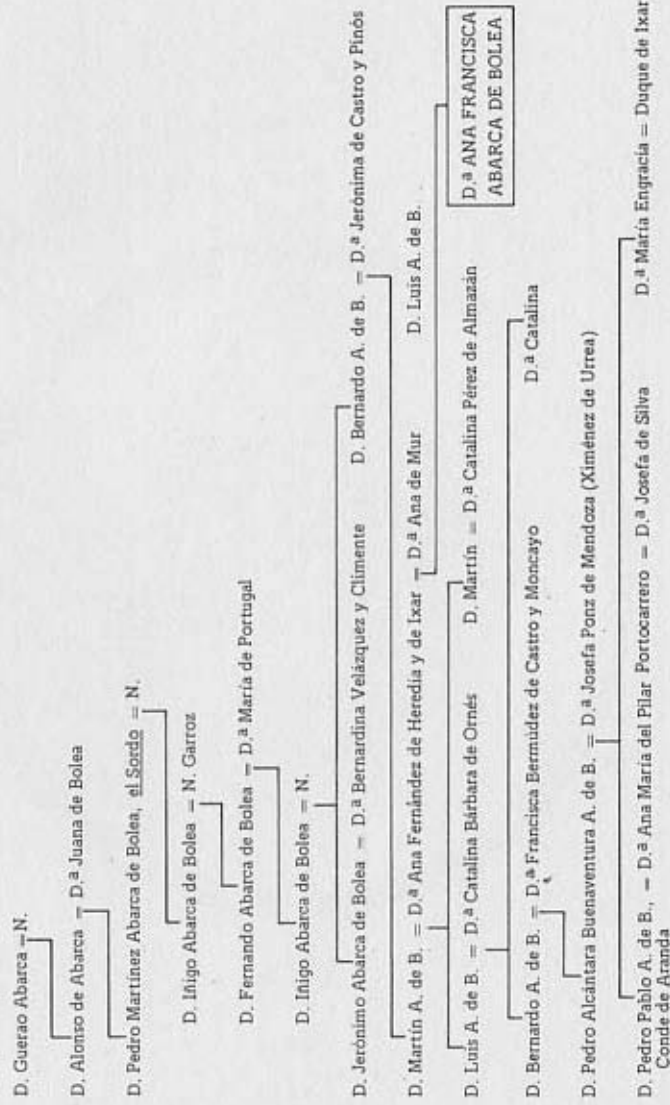 D. Guerao Abarca = N.
D. Alonso de Abarca = D.ª Juana de Bolea
D. Pedro Martínez Abarca de Bolea, el Sordo = N.
D. Iñigo Abarca de Bolea = N. Garroz
D. Fernando Abarca de Bolea = D.ª María de Portugal
D. Iñigo Abarca de Bolea = N.
D. Jerónimo Abarca de Bolea = D.ª Bernardina Velázquez y Climente D. Bernardo A. de B. = D.ª Jerónima de Castro y Pinós
D. Martín A. de B. = D.ª Ana Fernández de Heredia y de Ixar = D.ª Ana de Mur D. Luis A. de B. D.ª ANA FRANCISCA
ABARCA DE BOLEA
D. Luis A. de B. = D.ª Catalina Bárbara de Ornés D. Martín = D.ª Catalina Pérez de Almazán
D. Bernardo A. de B. = D.ª Francisca Bermúdez de Castro y Moncayo D.ª Catalina
D. Pedro Alcántara Buenaventura A. de B. = D.ª Josefa Ponz de Mendoza (Ximénez de Urrea)
D. Pedro Pablo A. de B., = D.ª Ana María del Pilar Portocarrero = D.ª Josefa de Silva D.ª María Engracia = Duque de Ixar
Conde de Aranda